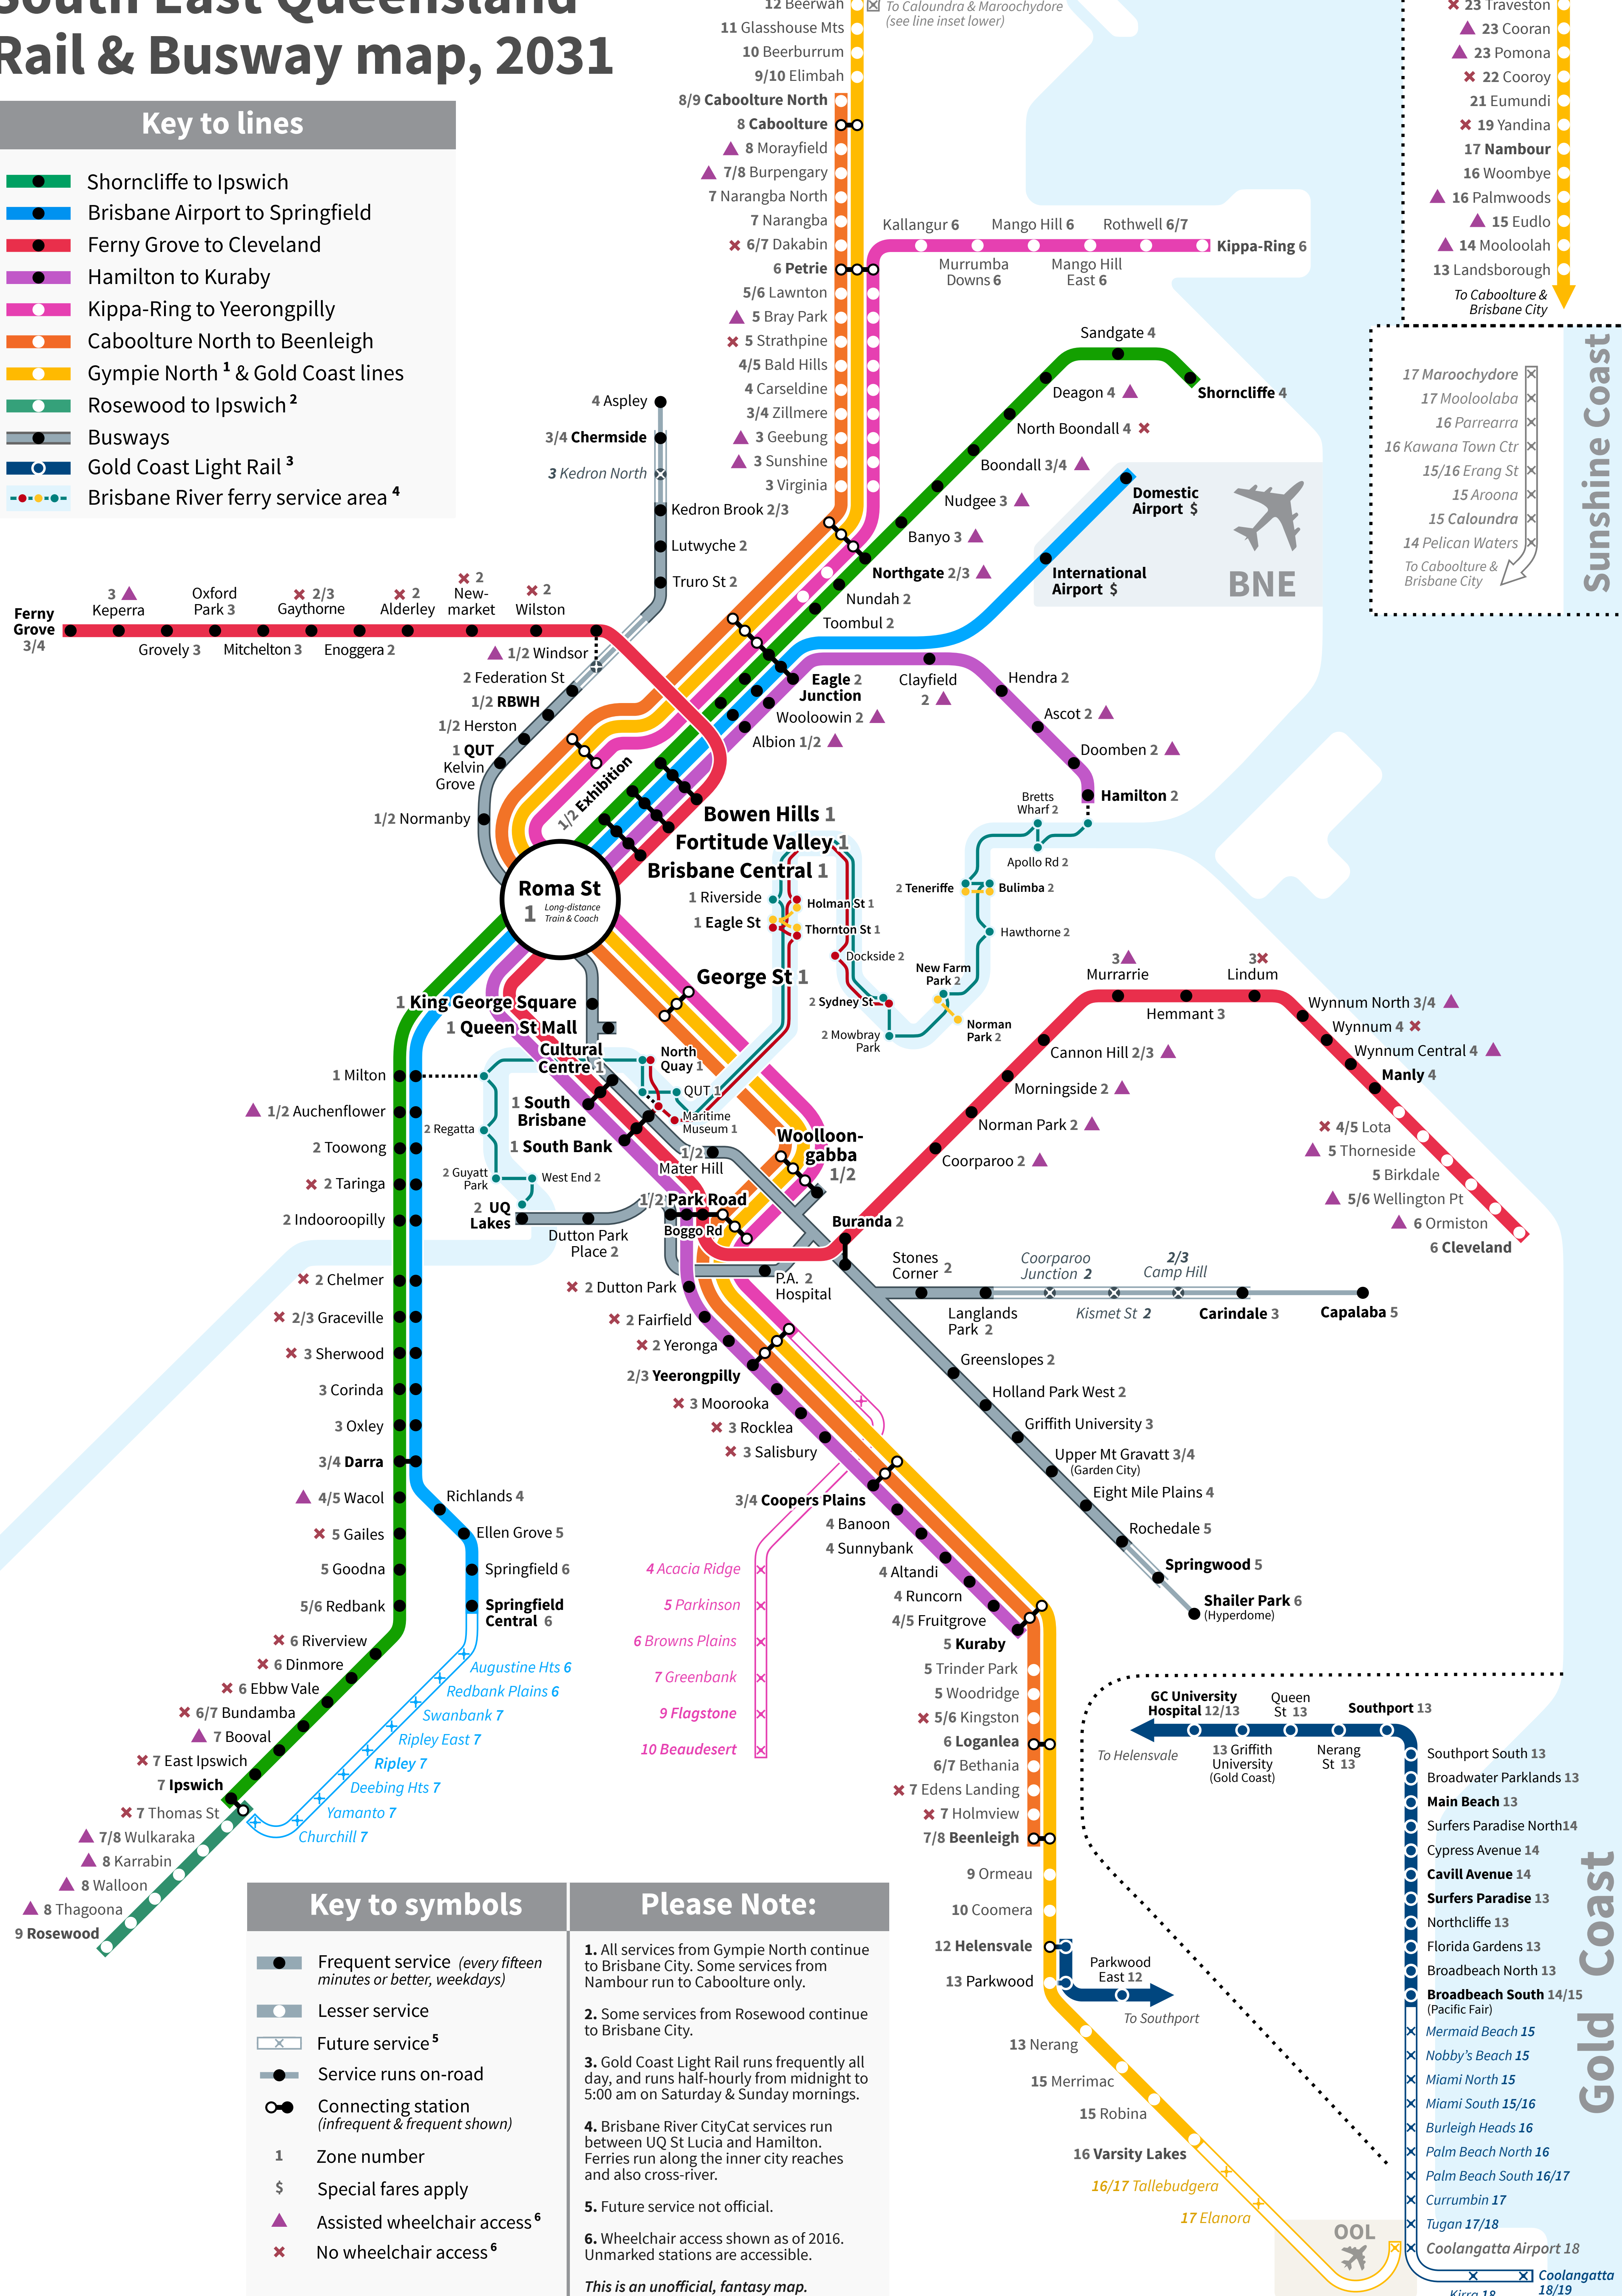 South East Queensland
Rail & Busway map, 2031
Key to lines
Shorncliffe to Ipswich
Brisbane Airport to Springfield
Ferny Grove to Cleveland
Hamilton to Kuraby
Kippa-Ring to Yeerongpilly
Caboolture North to Beenleigh
Gympie North 1 & Gold Coast lines
Rosewood to Ipswich 2
Busways
Gold Coast Light Rail 3
Brisbane River ferry service area 4
12 Beerwah
To Caloundra & Maroochydore
(see line inset lower)
11 Glasshouse Mts
10 Beerburrum
9/10 Elimbah
8/9 Caboolture North
8 Caboolture
8 Morayfield
7/8 Burpengary
7 Narangba North
7 Narangba
6/7 Dakabin
6 Petrie
5/6 Lawnton
5 Bray Park
5 Strathpine
4/5 Bald Hills
4 Carseldine
3/4 Zillmere
3 Geebung
3 Sunshine
3 Virginia
Kallangur 6
Mango Hill 6
Rothwell 6/7
Kippa-Ring 6
Murrumba
Downs 6
Mango Hill
East 6
23 Traveston
23 Cooran
23 Pomona
22 Cooroy
21 Eumundi
19 Yandina
17 Nambour
16 Woombye
16 Palmwoods
15 Eudlo
14 Mooloolah
13 Landsborough
To Caboolture &
Brisbane City
Sunshine Coast
17 Maroochydore
17 Mooloolaba
16 Parrearra
16 Kawana Town Ctr
15/16 Erang St
15 Aroona
15 Caloundra
14 Pelican Waters
To Caboolture &
Brisbane City
Sandgate 4
Shorncliffe 4
Deagon 4
North Boondall 4
Boondall 3/4
Nudgee 3
Banyo 3
Northgate 2/3
Nundah 2
Toombul 2
Domestic
Airport $
International
Airport $
BNE
4 Aspley
3/4 Chermside
3 Kedron North
Kedron Brook 2/3
Lutwyche 2
Truro St 2
Ferny
Grove
3/4
3
Keperra
Oxford
Park 3
2/3
Gaythorne
2
Alderley
2
New-
market
2
Wilston
Grovely 3
Mitchelton 3
Enoggera 2
1/2 Windsor
2 Federation St
1/2 RBWH
1/2 Herston
1 QUT
Kelvin
Grove
1/2 Normanby
Eagle 2
Junction
Wooloowin 2
Albion 1/2
Clayfield
2
Hendra 2
Ascot 2
Doomben 2
Hamilton 2
1/2 Exhibition
Bowen Hills 1
Fortitude Valley 1
Brisbane Central 1
Roma St
1
Long-distance
Train & Coach
Bretts
Wharf 2
Apollo Rd 2
2 Teneriffe
Bulimba 2
Hawthorne 2
New Farm
Park 2
Norman
Park 2
1 Riverside
1 Eagle St
Holman St 1
Thornton St 1
Dockside 2
2 Sydney St
2 Mowbray
Park
George St 1
1 King George Square
1 Queen St Mall
Cultural
Centre 1
North
Quay 1
QUT 1
Maritime
Museum 1
1 South
Brisbane
1 South Bank
1/2
Mater Hill
Woolloon-
gabba
1/2
1/2 Park Road
Boggo Rd
Buranda 2
P.A. 2
Hospital
1 Milton
1/2 Auchenflower
2 Toowong
2 Taringa
2 Indooroopilly
2 Chelmer
2/3 Graceville
3 Sherwood
3 Corinda
3 Oxley
3/4 Darra
4/5 Wacol
5 Gailes
5 Goodna
5/6 Redbank
6 Riverview
6 Dinmore
6 Ebbw Vale
6/7 Bundamba
7 Booval
7 East Ipswich
7 Ipswich
7 Thomas St
7/8 Wulkaraka
8 Karrabin
8 Walloon
8 Thagoona
9 Rosewood
2 Regatta
2 Guyatt
Park
West End 2
2 UQ
Lakes
Dutton Park
Place 2
Richlands 4
Ellen Grove 5
Springfield 6
Springfield
Central 6
Augustine Hts 6
Redbank Plains 6
Swanbank 7
Ripley East 7
Ripley 7
Deebing Hts 7
Yamanto 7
Churchill 7
3
Murrarrie
3
Lindum
Hemmant 3
Wynnum North 3/4
Wynnum 4
Wynnum Central 4
Manly 4
Cannon Hill 2/3
Morningside 2
Norman Park 2
Coorparoo 2
4/5 Lota
5 Thorneside
5 Birkdale
5/6 Wellington Pt
6 Ormiston
6 Cleveland
Stones
Corner 2
Coorparoo
Junction 2
2/3
Camp Hill
Langlands
Park 2
Kismet St 2
Carindale 3
Capalaba 5
Greenslopes 2
Holland Park West 2
Griffith University 3
Upper Mt Gravatt 3/4
(Garden City)
Eight Mile Plains 4
Rochedale 5
Springwood 5
Shailer Park 6
(Hyperdome)
2 Dutton Park
2 Fairfield
2 Yeronga
2/3 Yeerongpilly
3 Moorooka
3 Rocklea
3 Salisbury
3/4 Coopers Plains
4 Banoon
4 Sunnybank
4 Altandi
4 Runcorn
4/5 Fruitgrove
5 Kuraby
5 Trinder Park
5 Woodridge
5/6 Kingston
6 Loganlea
6/7 Bethania
7 Edens Landing
7 Holmview
7/8 Beenleigh
9 Ormeau
10 Coomera
12 Helensvale
13 Parkwood
13 Nerang
15 Merrimac
15 Robina
16 Varsity Lakes
16/17 Tallebudgera
17 Elanora
4 Acacia Ridge
5 Parkinson
6 Browns Plains
7 Greenbank
9 Flagstone
10 Beaudesert
Parkwood
East 12
To Southport
GC University
Hospital 12/13
Queen
St 13
Southport 13
To Helensvale
13 Griffith
University
(Gold Coast)
Nerang
St 13
Southport South 13
Broadwater Parklands 13
Main Beach 13
Surfers Paradise North14
Cypress Avenue 14
Cavill Avenue 14
Surfers Paradise 13
Northcliffe 13
Florida Gardens 13
Broadbeach North 13
Broadbeach South 14/15
(Pacific Fair)
Mermaid Beach 15
Nobby's Beach 15
Miami North 15
Miami South 15/16
Burleigh Heads 16
Palm Beach North 16
Palm Beach South 16/17
Currumbin 17
Tugan 17/18
Coolangatta Airport 18
Coolangatta
18/19
Kirra 18
OOL
Gold Coast
Key to symbols
Frequent service (every fifteen
minutes or better, weekdays)
Lesser service
Future service 5
Service runs on-road
Connecting station
(infrequent & frequent shown)
1 Zone number
$ Special fares apply
Assisted wheelchair access 6
No wheelchair access 6
Please Note:
1. All services from Gympie North continue
to Brisbane City. Some services from
Nambour run to Caboolture only.
2. Some services from Rosewood continue
to Brisbane City.
3. Gold Coast Light Rail runs frequently all
day, and runs half-hourly from midnight to
5:00 am on Saturday & Sunday mornings.
4. Brisbane River CityCat services run
between UQ St Lucia and Hamilton.
Ferries run along the inner city reaches
and also cross-river.
5. Future service not official.
6. Wheelchair access shown as of 2016.
Unmarked stations are accessible.
This is an unofficial, fantasy map.